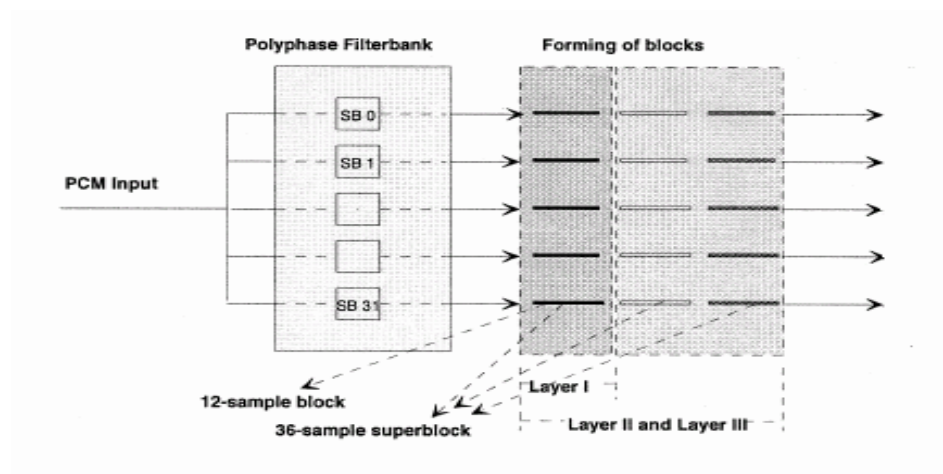 Polyphase Filterbank
Forming of blocks
SB 0
SB 1
PCM Input
SB 31
12-sample block
Layer I
36-sample superblock
Layer II and Layer III